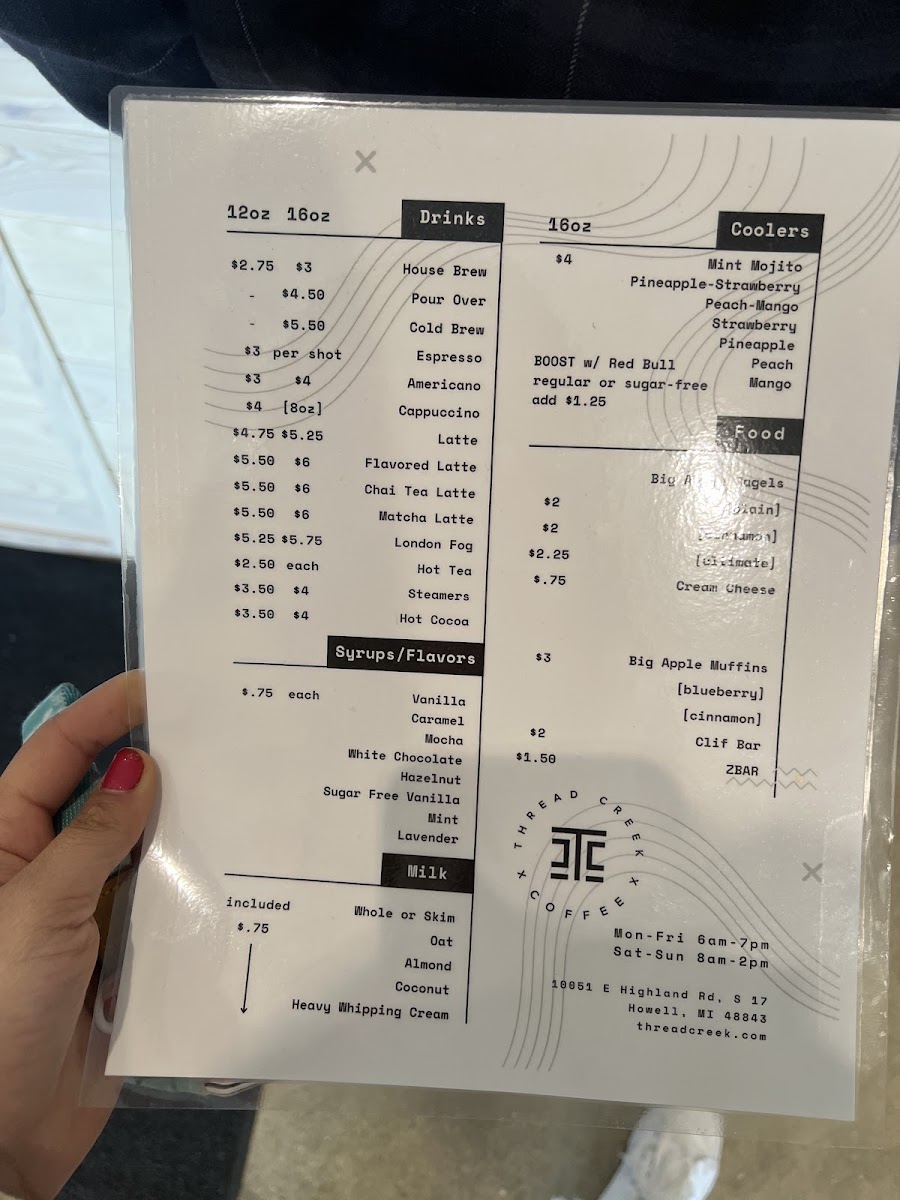 12oz 16oz Drinks
$2.75 $3 House Brew
- $4.50 Pour Over
- $5.50 Cold Brew
$3 per shot Espresso
$3 $4 Americano
$4 [8oz] Cappuccino
$4.75 $5.25 Latte
$5.50 $6 Flavored Latte
$5.50 $6 Chai Tea Latte
$5.50 $6 Matcha Latte
$5.25 $5.75 London Fog
$2.50 each Hot Tea
$3.50 $4 Steamers
$3.50 $4 Hot Cocoa
Syrups/Flavors
$.75 each Vanilla
Caramel
Mocha
White Chocolate
Hazelnut
Sugar Free Vanilla
Mint
Lavender
Milk
included Whole or Skim
$.75 Oat
Almond
Coconut
Heavy Whipping Cream
16oz Coolers
$4 Mint Mojito
Pineapple-Strawberry
Peach-Mango
Strawberry
Pineapple
Peach
Mango
BOOST w/ Red Bull
regular or sugar-free
add $1.25
Food
Big
$2 [plain]
$2 [cinnamon]
$2.25 [ultimate]
$.75 Cream Cheese
$3 Big Apple Muffins
[blueberry]
[cinnamon]
$2 Clif Bar
$1.50 ZBAR
THREAD CREEK
X COFFEE X
Mon-Fri 6am-7pm
Sat-Sun 8am-2pm
10051 E Highland Rd, S 17
Howell, MI 48843
threadcreek.com